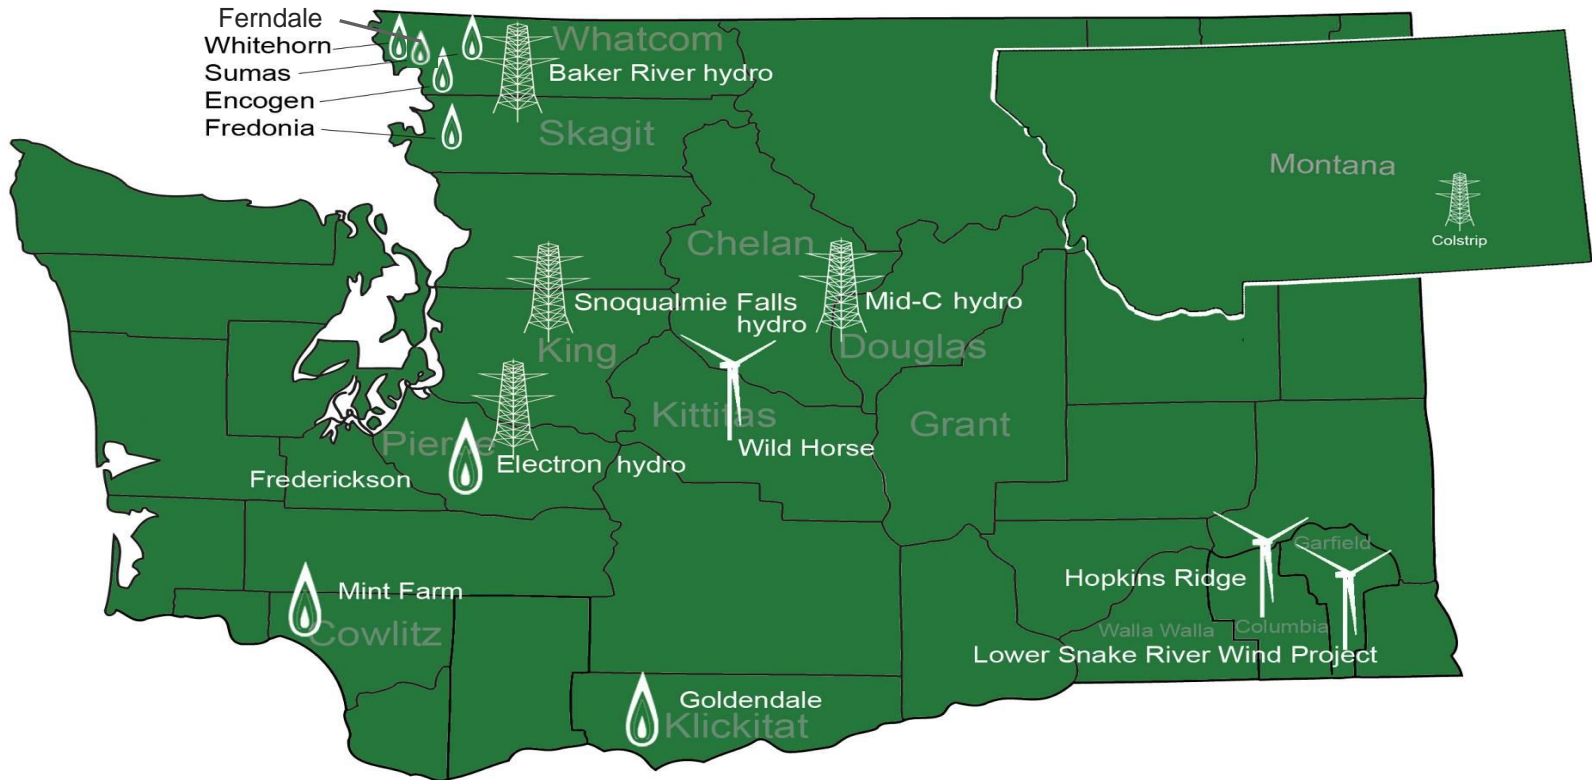 Ferndale
Whitehorn
Sumas
Encogen
Fredonia
Whatcom
Baker River hydro
Skagit
Montana
Colstrip
Chelan
Snoqualmie Falls
hydro
Mid-C hydro
King
Douglas
Kittitas
Grant
Wild Horse
Pierce
Electron hydro
Frederickson
Mint Farm
Cowlitz
Goldendale
Klickitat
Garfield
Hopkins Ridge
Walla Walla
Columbia
Lower Snake River Wind Project